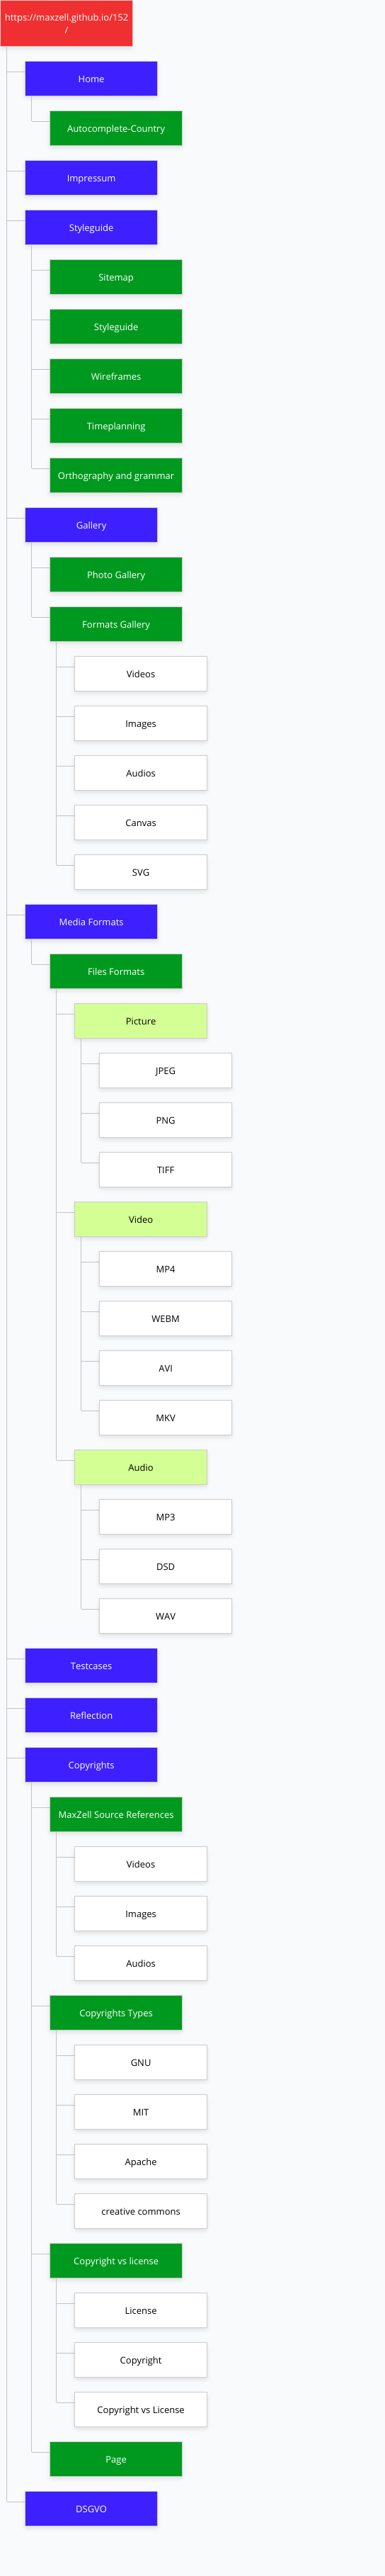 https://maxzell.github.io/152
/
Home
Autocomplete-Country
Impressum
Styleguide
Sitemap
Styleguide
Wireframes
Timeplanning
Orthography and grammar
Gallery
Photo Gallery
Formats Gallery
Videos
Images
Audios
Canvas
SVG
Media Formats
Files Formats
Picture
JPEG
PNG
TIFF
Video
MP4
WEBM
AVI
MKV
Audio
MP3
DSD
WAV
Testcases
Reflection
Copyrights
MaxZell Source References
Videos
Images
Audios
Copyrights Types
GNU
MIT
Apache
creative commons
Copyright vs license
License
Copyright
Copyright vs License
Page
DSGVO